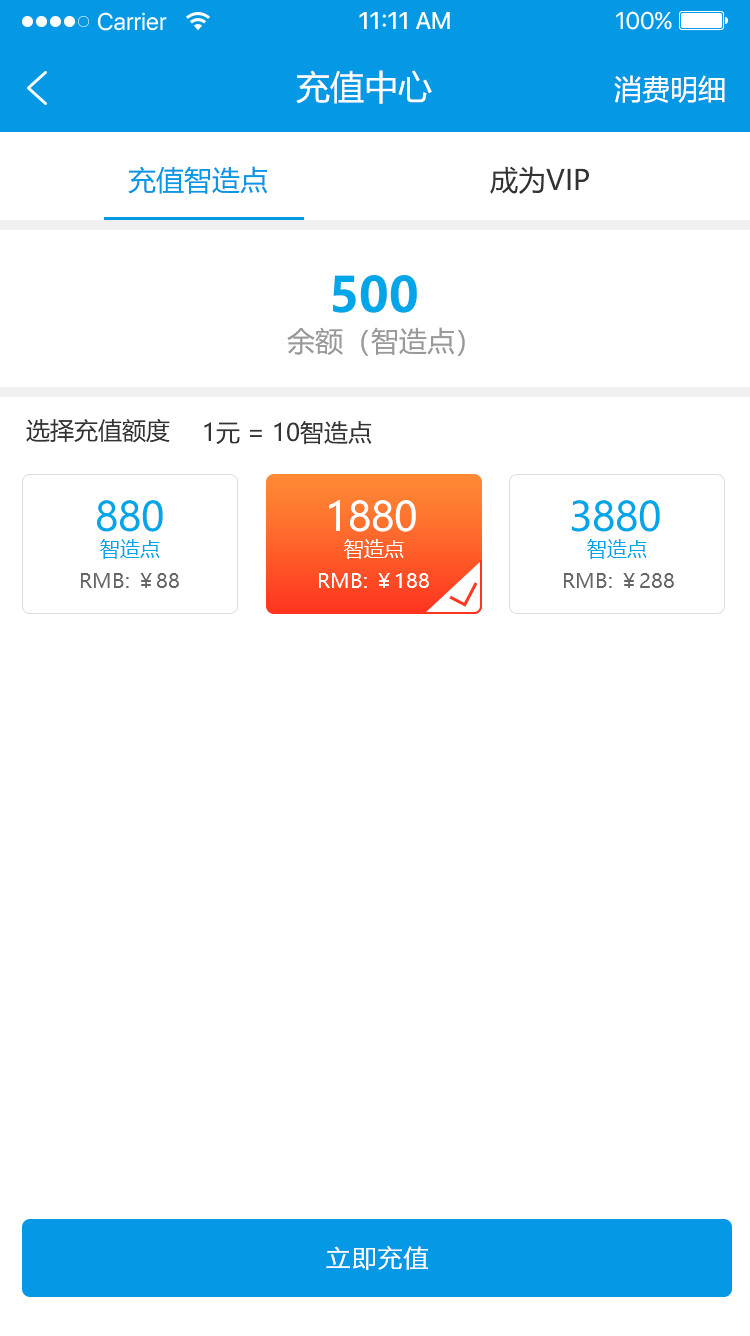 Carrier 11:11 AM 100%
充值中心 消费明细
充值智造点 成为VIP
500
余额（智造点）
选择充值额度 1元 = 10智造点
880 1880 3880
智造点 智造点 智造点
RMB: ￥88 RMB: ￥188 RMB: ￥288
立即充值